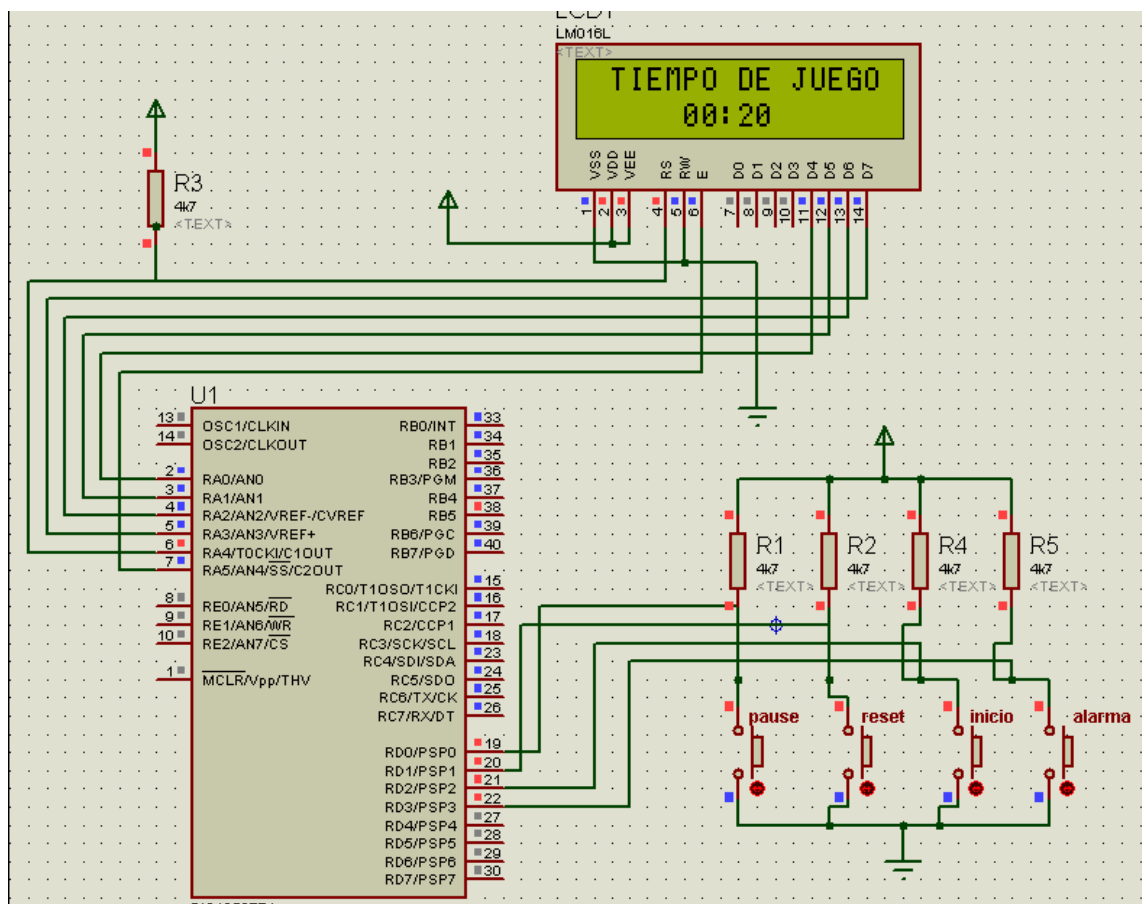 LCD1
LM016L
<TEXT>
TIEMPO DE JUEGO
00:20
VSS
VDD
VEE
RS
RW
E
D0
D1
D2
D3
D4
D5
D6
D7
1
2
3
4
5
6
7
8
9
10
11
12
13
14
R3
4k7
<TEXT>
U1
13 OSC1/CLKIN
14 OSC2/CLKOUT
2 RA0/AN0
3 RA1/AN1
4 RA2/AN2/VREF-/CVREF
5 RA3/AN3/VREF+
6 RA4/T0CKI/C1OUT
7 RA5/AN4/SS/C2OUT
8 RE0/AN5/RD
9 RE1/AN6/WR
10 RE2/AN7/CS
1 MCLR/Vpp/THV
RB0/INT 33
RB1 34
RB2 35
RB3/PGM 36
RB4 37
RB5 38
RB6/PGC 39
RB7/PGD 40
RC0/T1OSO/T1CKI 15
RC1/T1OSI/CCP2 16
RC2/CCP1 17
RC3/SCK/SCL 18
RC4/SDI/SDA 23
RC5/SDO 24
RC6/TX/CK 25
RC7/RX/DT 26
RD0/PSP0 19
RD1/PSP1 20
RD2/PSP2 21
RD3/PSP3 22
RD4/PSP4 27
RD5/PSP5 28
RD6/PSP6 29
RD7/PSP7 30
R1
4k7
<TEXT>
R2
4k7
<TEXT>
R4
4k7
<TEXT>
R5
4k7
<TEXT>
pause
reset
inicio
alarma